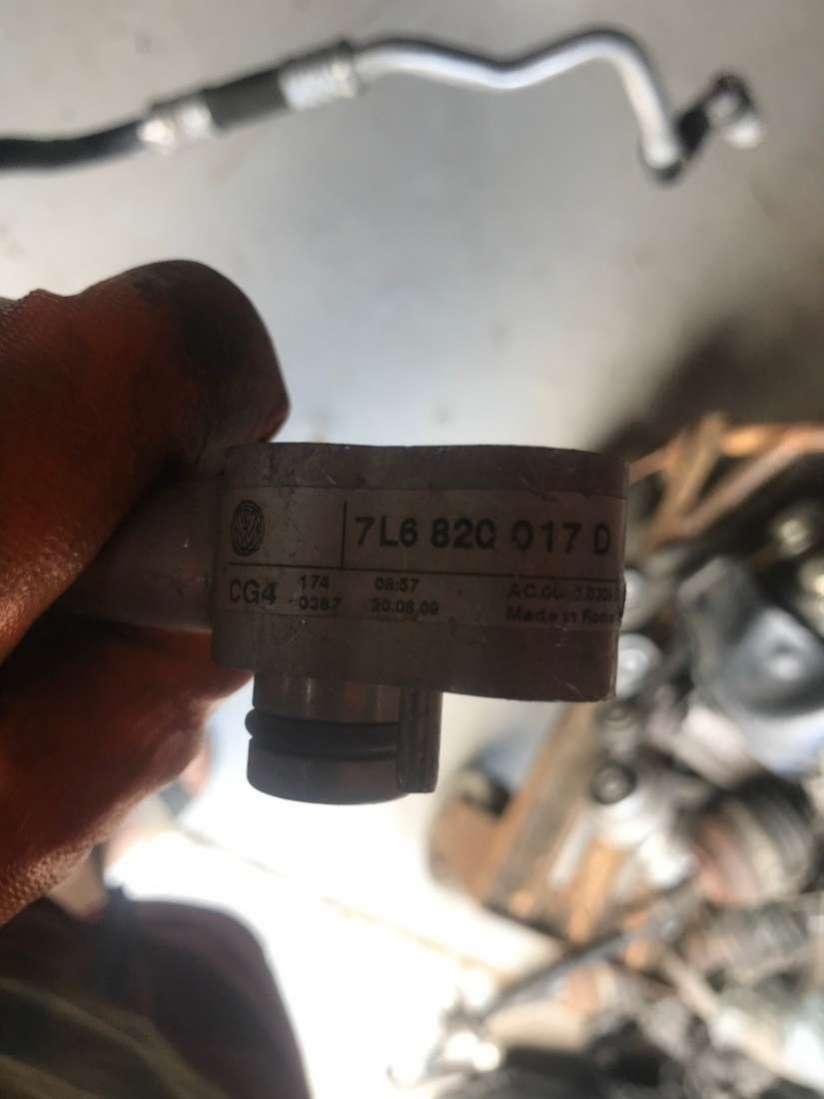 7L6 820 017 D
CG4 174 08:57
0387 20.08.09 Made in